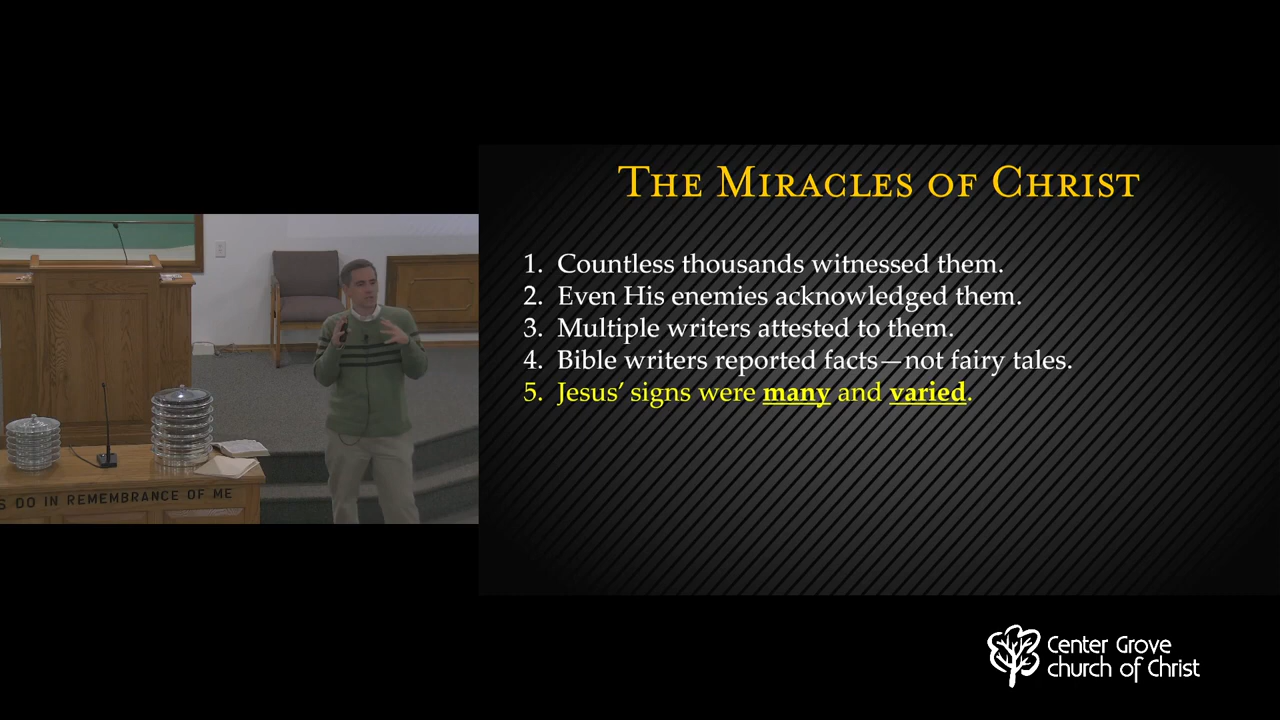 The Miracles of Christ
1. Countless thousands witnessed them.
2. Even His enemies acknowledged them.
3. Multiple writers attested to them.
4. Bible writers reported facts—not fairy tales.
5. Jesus’ signs were many and varied.
S DO IN REMEMBRANCE OF ME
Center Grove
church of Christ